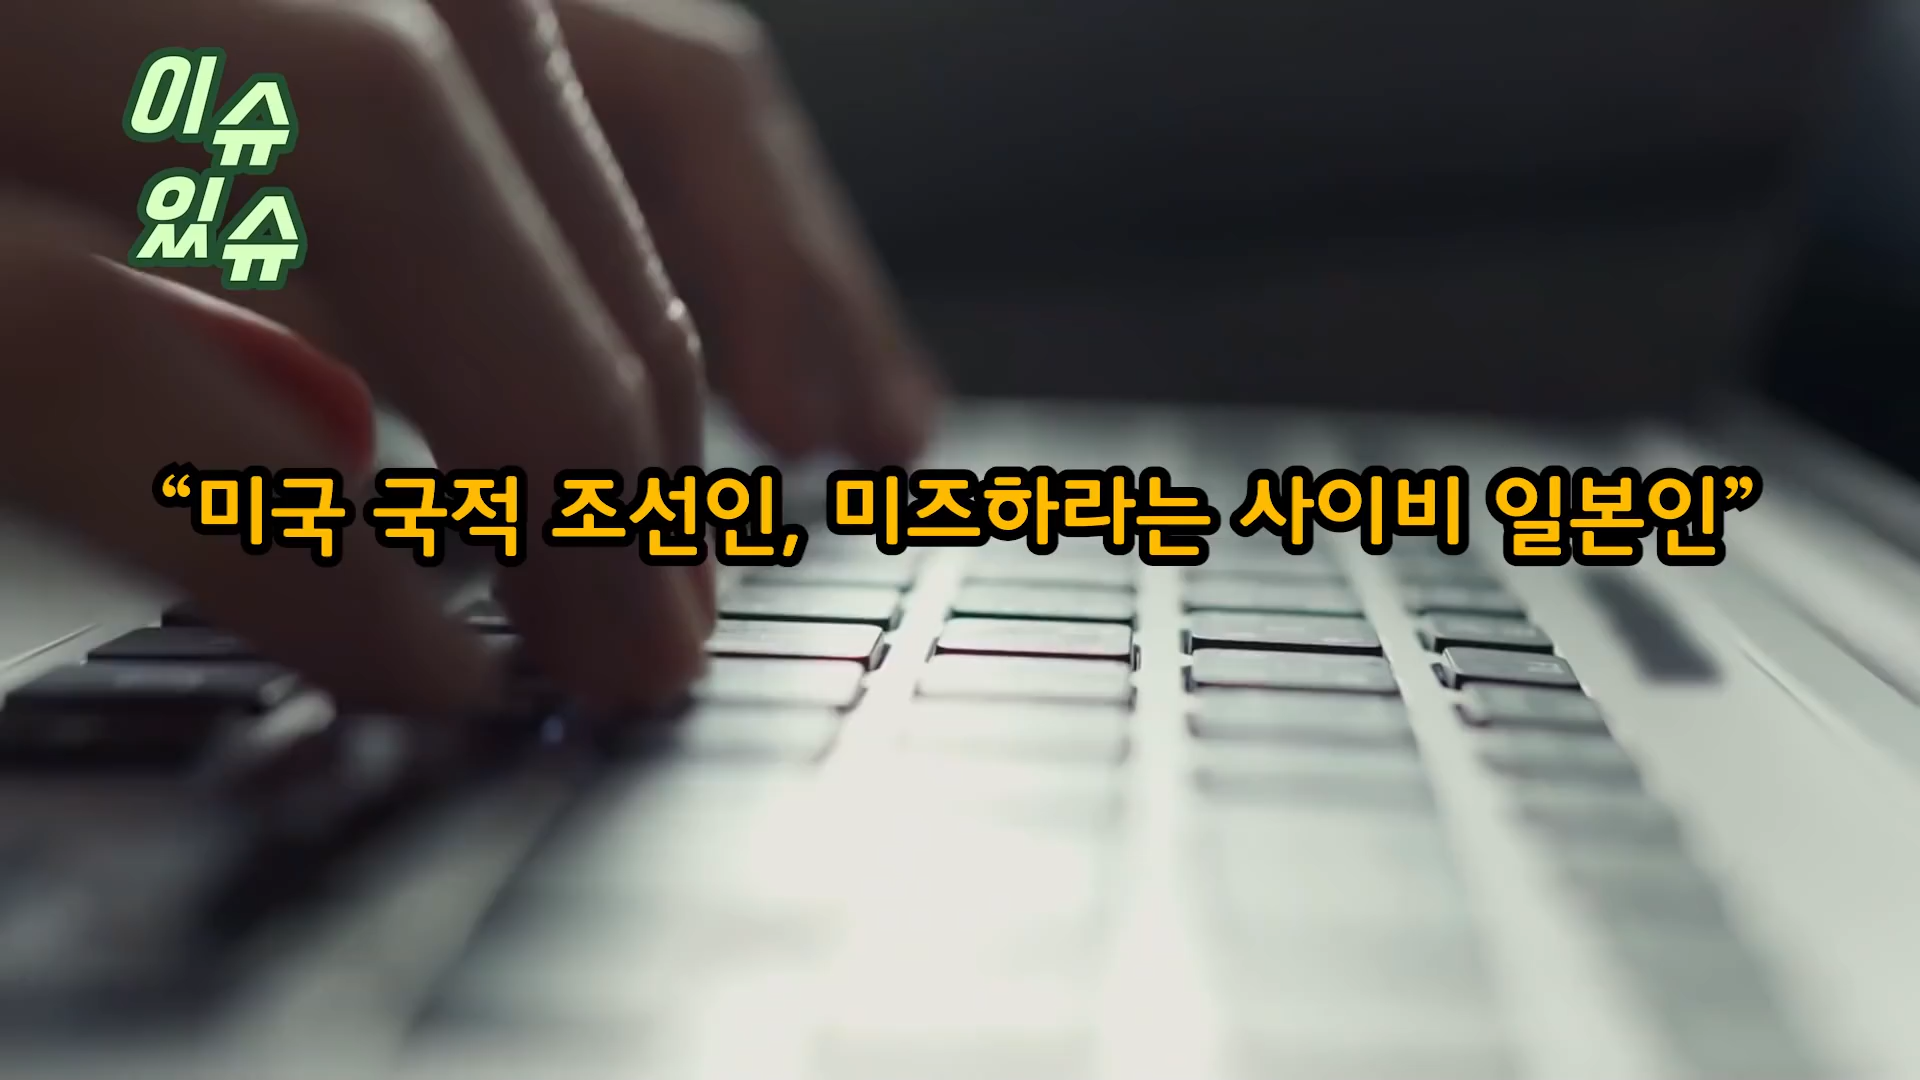 이슈
있슈
“미국 국적 조선인, 미즈하라는 사이비 일본인”